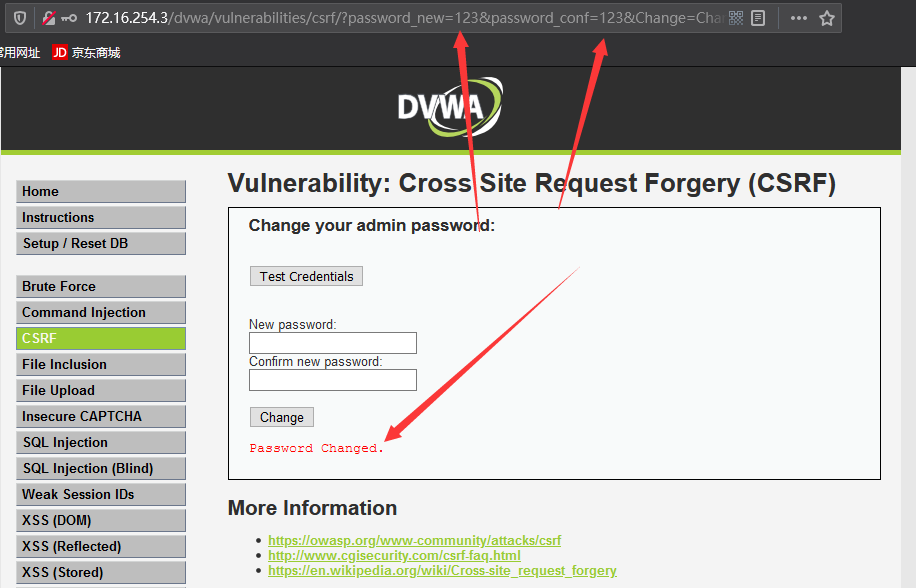 172.16.254.3/dvwa/vulnerabilities/csrf/?password_new=123&password_conf=123&Change=Cha
常用网址 JD 京东商城
DVWA
Home
Instructions
Setup / Reset DB
Brute Force
Command Injection
CSRF
File Inclusion
File Upload
Insecure CAPTCHA
SQL Injection
SQL Injection (Blind)
Weak Session IDs
XSS (DOM)
XSS (Reflected)
XSS (Stored)
Vulnerability: Cross Site Request Forgery (CSRF)
Change your admin password:
Test Credentials
New password:
Confirm new password:
Change
Password Changed.
More Information
https://owasp.org/www-community/attacks/csrf
http://www.cgisecurity.com/csrf-faq.html
https://en.wikipedia.org/wiki/Cross-site_request_forgery